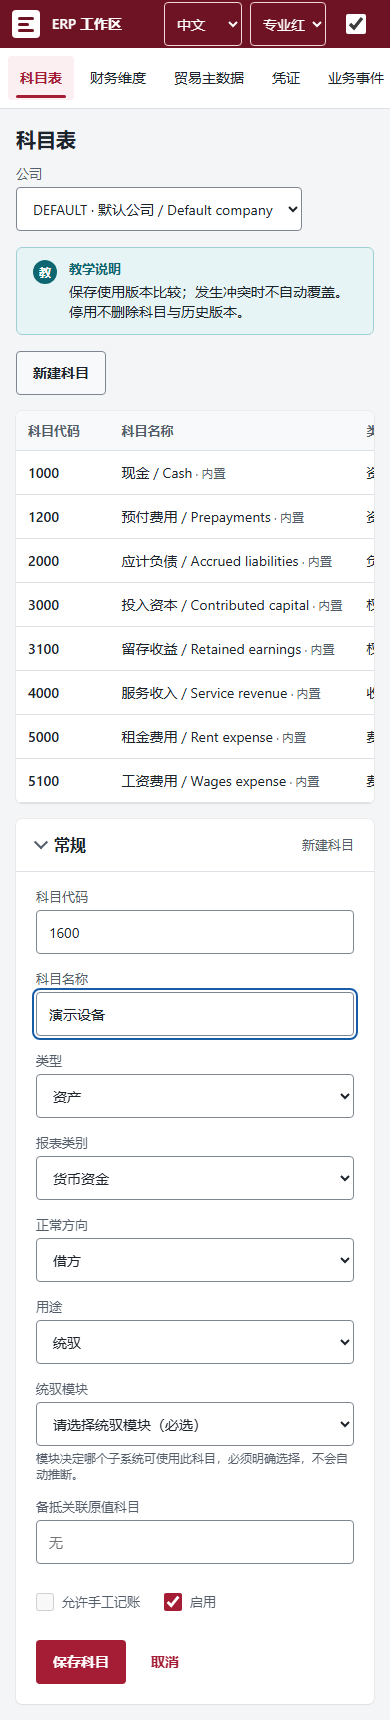 ERP 工作区
中文
专业红
科目表
财务维度
贸易主数据
凭证
业务事件
科目表
公司
DEFAULT · 默认公司 / Default company
教
教学说明
保存使用版本比较；发生冲突时不自动覆盖。
停用不删除科目与历史版本。
新建科目
科目代码 科目名称
1000 现金 / Cash · 内置
1200 预付费用 / Prepayments · 内置
2000 应计负债 / Accrued liabilities · 内置
3000 投入资本 / Contributed capital · 内置
3100 留存收益 / Retained earnings · 内置
4000 服务收入 / Service revenue · 内置
5000 租金费用 / Rent expense · 内置
5100 工资费用 / Wages expense · 内置
常规
新建科目
科目代码
1600
科目名称
演示设备
类型
资产
报表类别
货币资金
正常方向
借方
用途
统驭
统驭模块
请选择统驭模块（必选）
模块决定哪个子系统可使用此科目，必须明确选择，不会自
动推断。
备抵关联原值科目
无
允许手工记账
启用
保存科目
取消